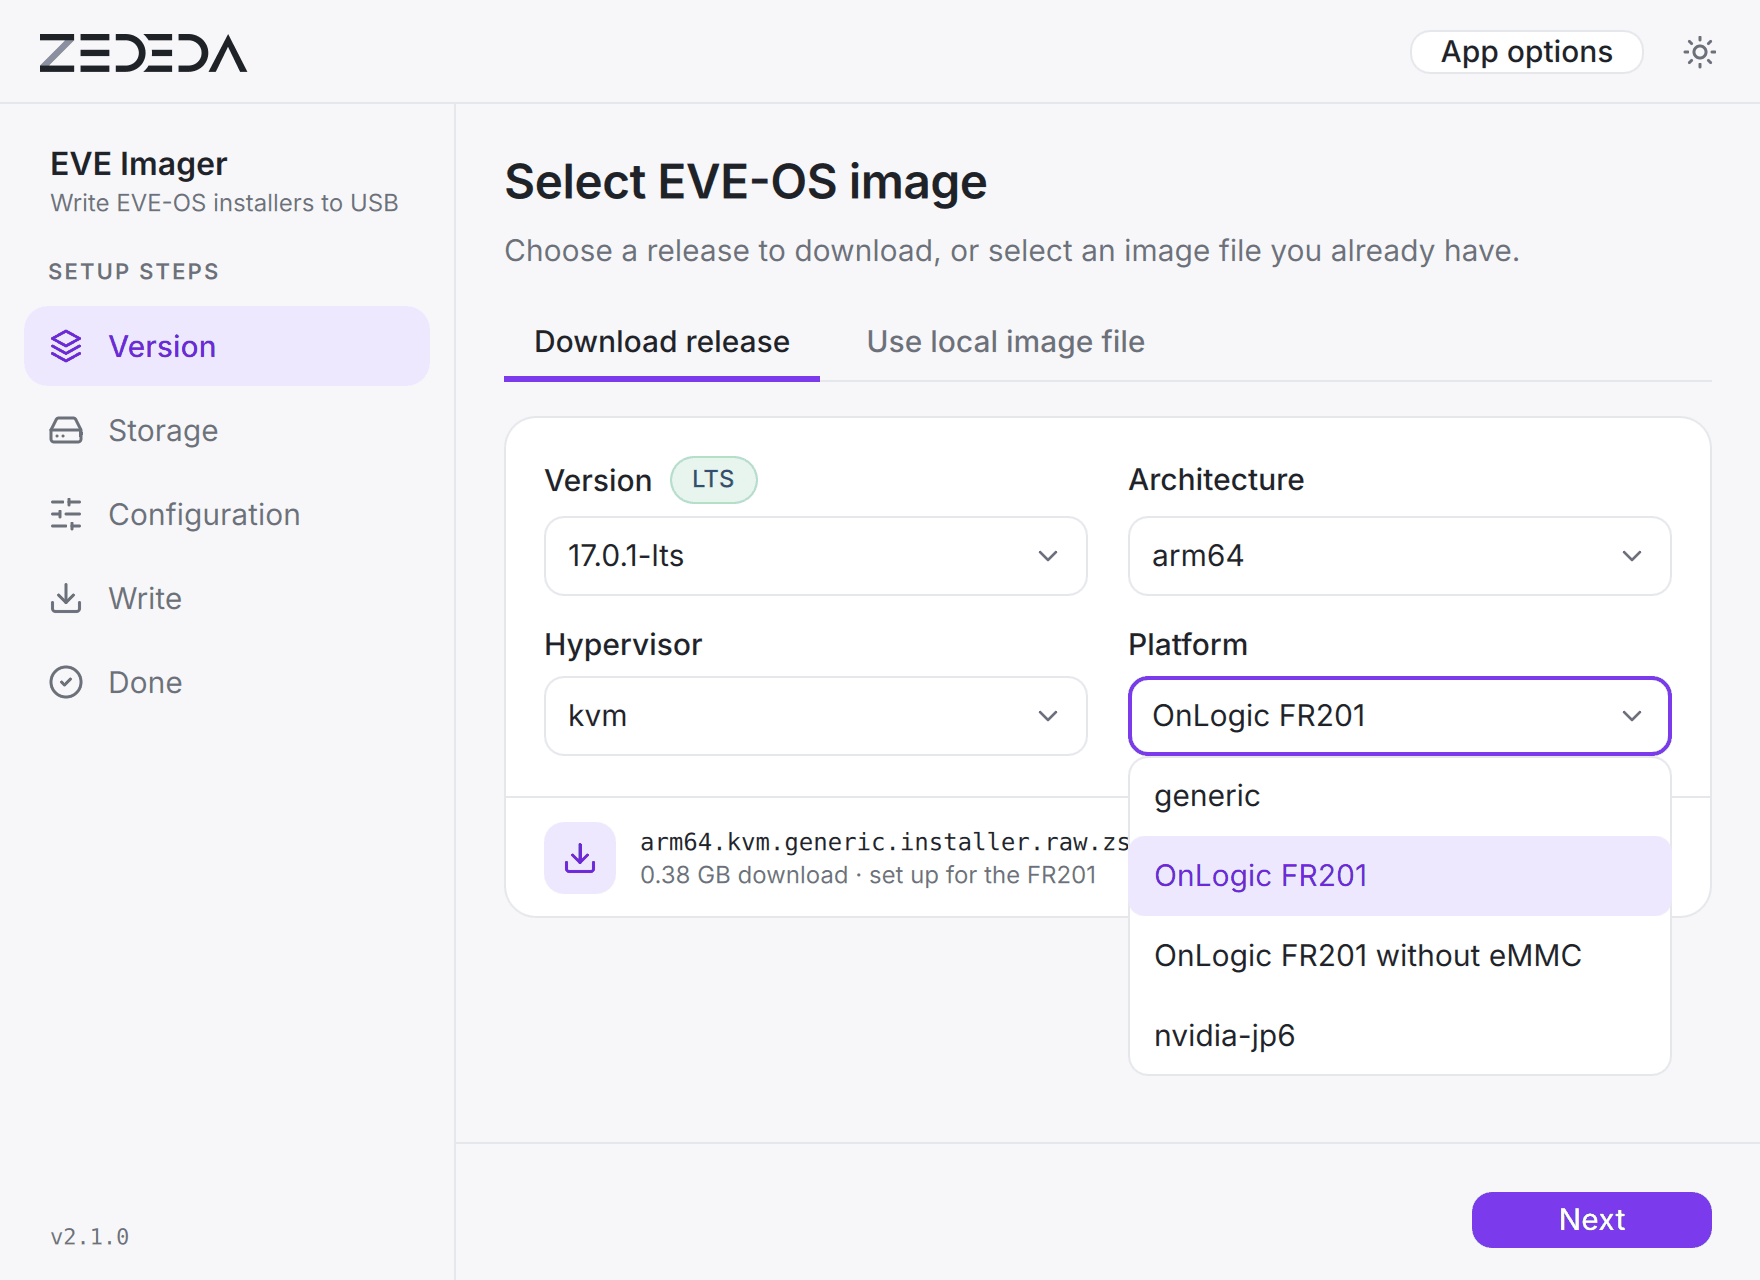 ZEDEDA
App options
EVE Imager
Write EVE-OS installers to USB
SETUP STEPS
Version
Storage
Configuration
Write
Done
v2.1.0
Select EVE-OS image
Choose a release to download, or select an image file you already have.
Download release
Use local image file
Version LTS
17.0.1-lts
Architecture
arm64
Hypervisor
kvm
Platform
OnLogic FR201
generic
OnLogic FR201
OnLogic FR201 without eMMC
nvidia-jp6
arm64.kvm.generic.installer.raw.zs
0.38 GB download · set up for the FR201
Next